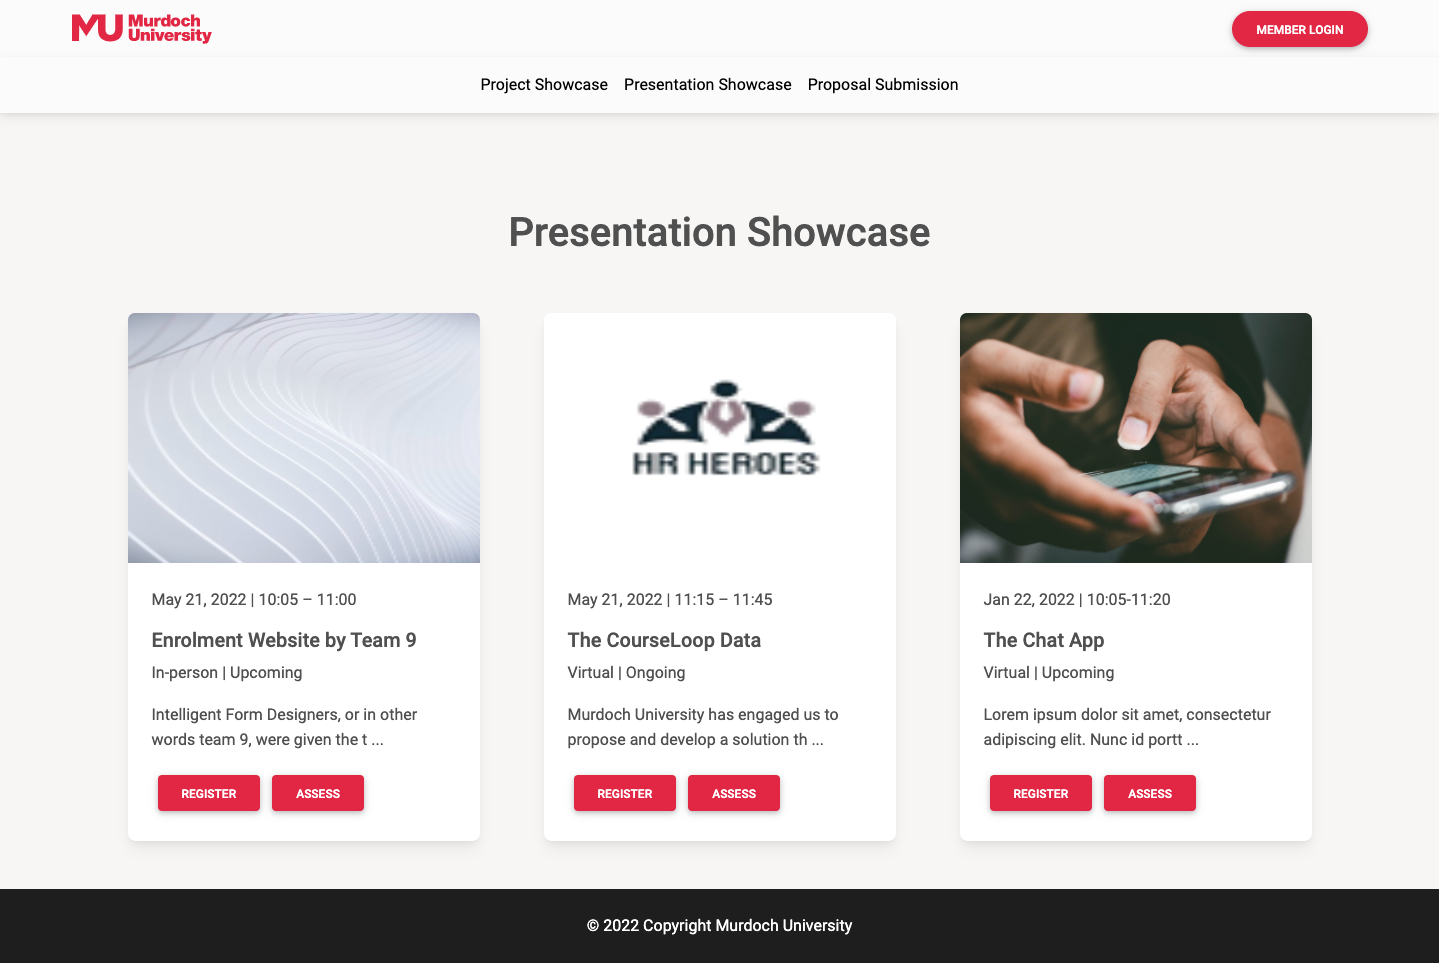 MU Murdoch
University
MEMBER LOGIN
Project Showcase Presentation Showcase Proposal Submission
Presentation Showcase
HR HEROES
May 21, 2022 | 10:05 – 11:00
Enrolment Website by Team 9
In-person | Upcoming
Intelligent Form Designers, or in other
words team 9, were given the t ...
REGISTER ASSESS
May 21, 2022 | 11:15 – 11:45
The CourseLoop Data
Virtual | Ongoing
Murdoch University has engaged us to
propose and develop a solution th ...
REGISTER ASSESS
Jan 22, 2022 | 10:05-11:20
The Chat App
Virtual | Upcoming
Lorem ipsum dolor sit amet, consectetur
adipiscing elit. Nunc id portt ...
REGISTER ASSESS
© 2022 Copyright Murdoch University